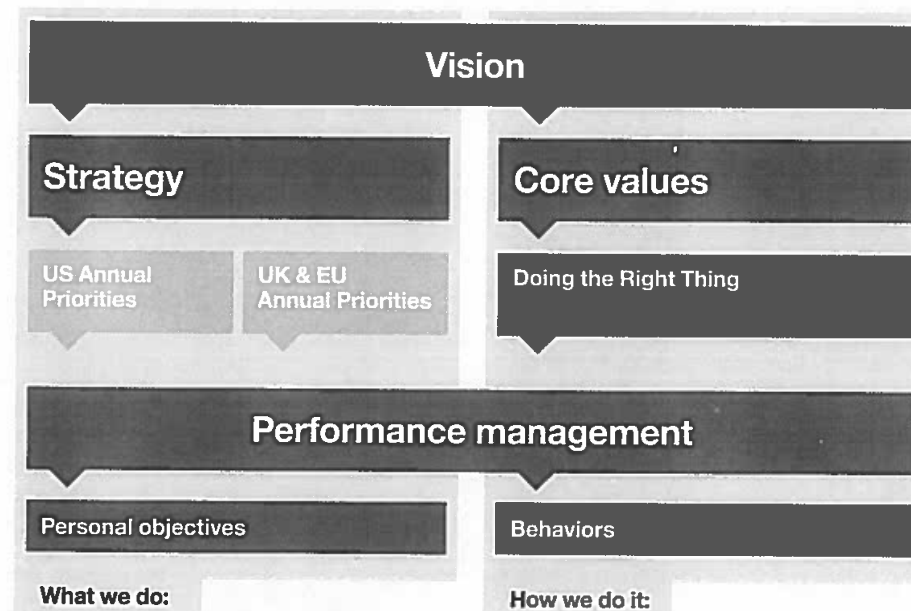 Vision
Strategy
Core values
US Annual
Priorities
UK & EU
Annual Priorities
Doing the Right Thing
Performance management
Personal objectives
Behaviors
What we do:
How we do it: